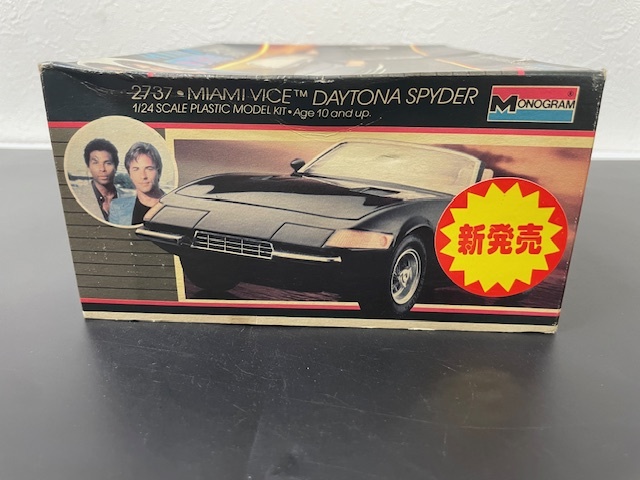 2737 • MIAMI VICE™ DAYTONA SPYDER
1/24 SCALE PLASTIC MODEL KIT • Age 10 and up.
MONOGRAM®
新発売